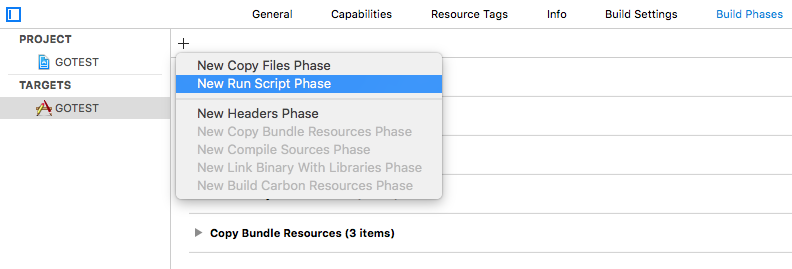 General Capabilities Resource Tags Info Build Settings Build Phases
PROJECT
GOTEST
TARGETS
GOTEST
New Copy Files Phase
New Run Script Phase
New Headers Phase
New Copy Bundle Resources Phase
New Compile Sources Phase
New Link Binary With Libraries Phase
New Build Carbon Resources Phase
Copy Bundle Resources (3 items)